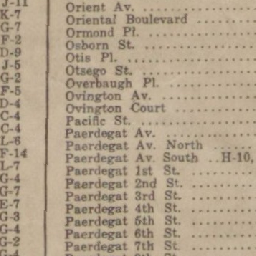 J-11 Orient Av.
K-7 Oriental Boulevard
G-7 Ormond Pl.
F-2 Osborn St.
D-9 Otis Pl.
J-5 Otsego St.
G-2 Overbaugh Pl.
F-5 Ovington Av.
D-4 Ovington Court
C-4 Pacific St.
C-4 Paerdegat Av.
L-6 Paerdegat Av. North
F-14 Paerdegat Av. South H-10,
L-7 Paerdegat 1st St.
G-4 Paerdegat 2nd St.
G-7 Paerdegat 3rd St.
E-7 Paerdegat 4th St.
G-3 Paerdegat 5th St.
G-4 Paerdegat 6th St.
G-2 Paerdegat 7th St.